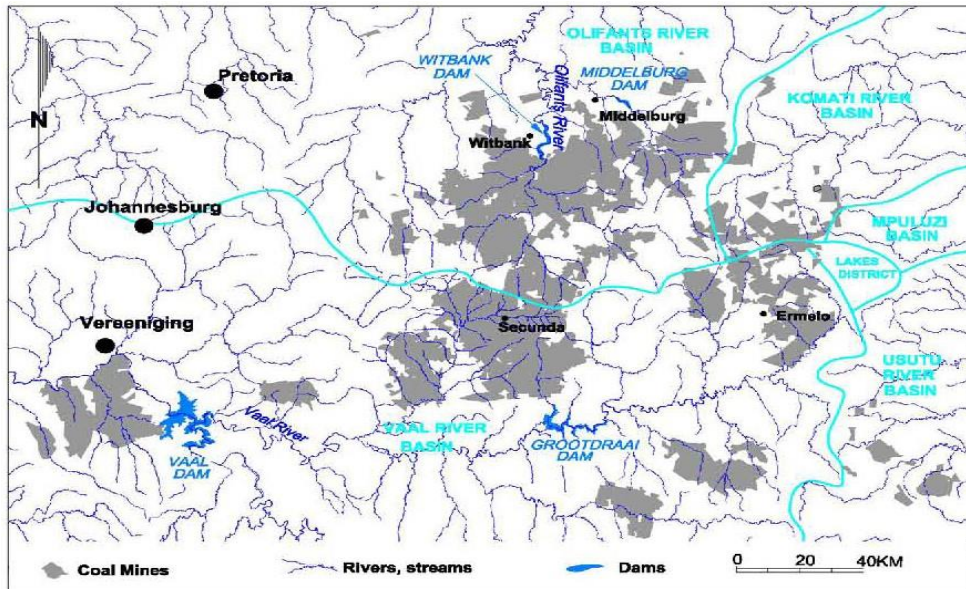 OLIFANTS RIVER
BASIN
WITBANK
DAM
Olifants River
MIDDELBURG
DAM
Pretoria
KOMATI RIVER
BASIN
N
Middelburg
Witbank
Johannesburg
MPULUZI
BASIN
LAKES
DISTRICT
Vereeniging
Secunda
Ermelo
USUTU
RIVER
BASIN
Vaal River
VAAL RIVER
BASIN
GROOTDRAAI
DAM
VAAL
DAM
Coal Mines
Rivers, streams
Dams
0 20 40KM